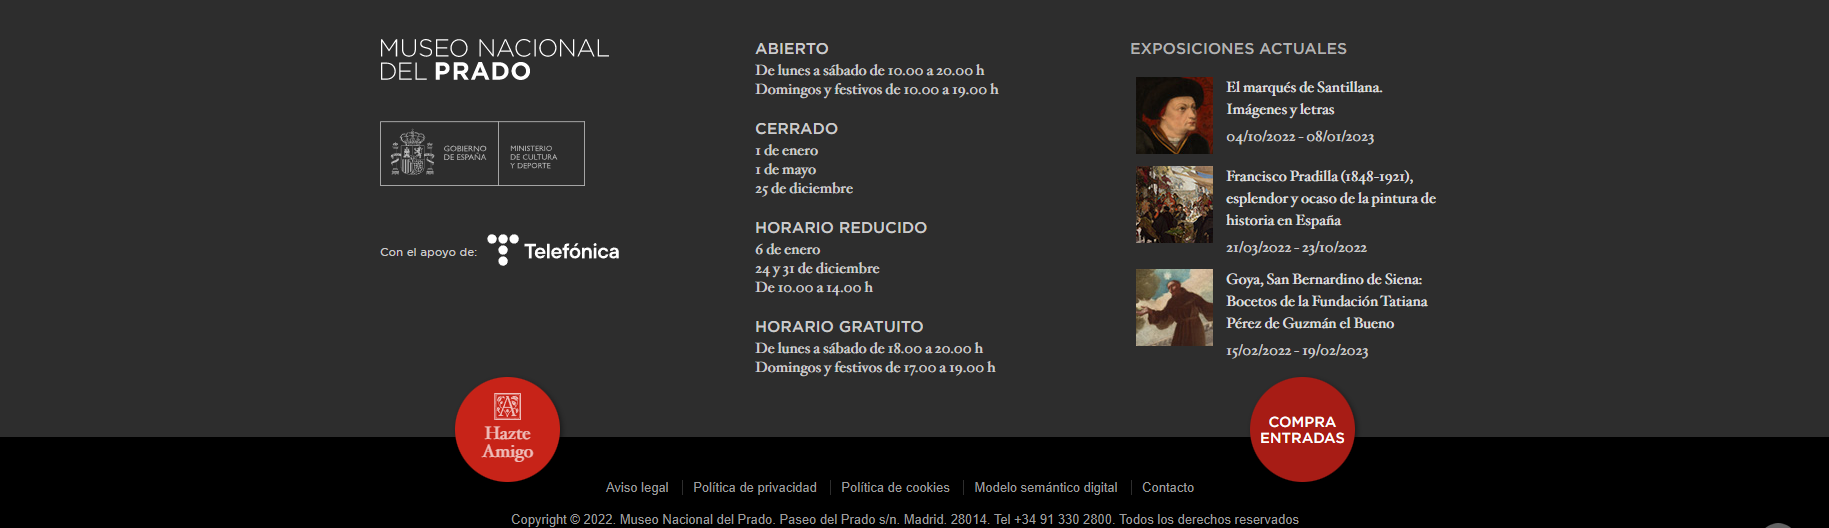 MUSEO NACIONAL
DEL PRADO
GOBIERNO
DE ESPAÑA
MINISTERIO
DE CULTURA
Y DEPORTE
Con el apoyo de: Telefónica
ABIERTO
De lunes a sábado de 10.00 a 20.00 h
Domingos y festivos de 10.00 a 19.00 h
CERRADO
1 de enero
1 de mayo
25 de diciembre
HORARIO REDUCIDO
6 de enero
24 y 31 de diciembre
De 10.00 a 14.00 h
HORARIO GRATUITO
De lunes a sábado de 18.00 a 20.00 h
Domingos y festivos de 17.00 a 19.00 h
EXPOSICIONES ACTUALES
El marqués de Santillana.
Imágenes y letras
04/10/2022 - 08/01/2023
Francisco Pradilla (1848-1921),
esplendor y ocaso de la pintura de
historia en España
21/03/2022 - 23/10/2022
Goya, San Bernardino de Siena:
Bocetos de la Fundación Tatiana
Pérez de Guzmán el Bueno
15/02/2022 - 19/02/2023
A
Hazte
Amigo
COMPRA
ENTRADAS
Aviso legal | Política de privacidad | Política de cookies | Modelo semántico digital | Contacto
Copyright © 2022. Museo Nacional del Prado. Paseo del Prado s/n. Madrid. 28014. Tel +34 91 330 2800. Todos los derechos reservados